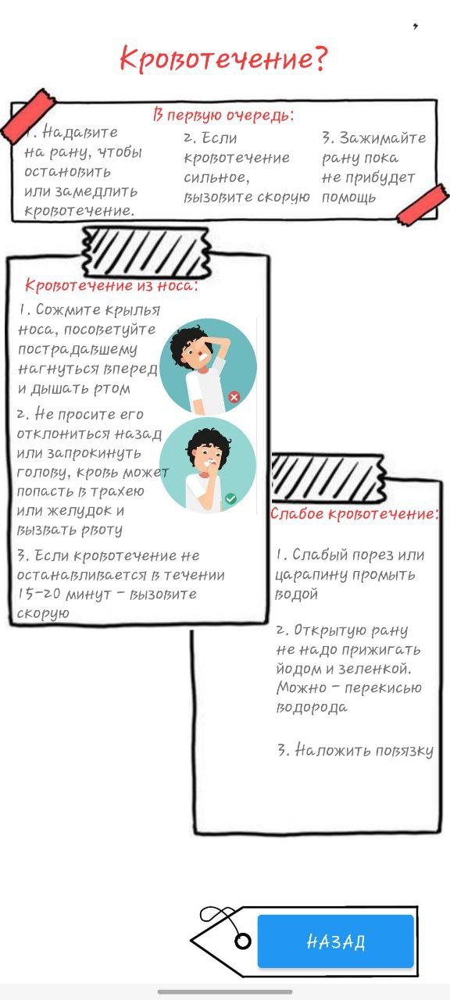 Кровотечение?
В первую очередь:
1. Надавите
на рану, чтобы
остановить
или замедлить
кровотечение.
2. Если
кровотечение
сильное,
вызовите скорую
3. Зажимайте
рану пока
не прибудет
помощь
Кровотечение из носа:
1. Сожмите крылья
носа, посоветуйте
пострадавшему
нагнуться вперед
и дышать ртом
2. Не просите его
отклониться назад
или запрокинуть
голову, кровь может
попасть в трахею
или желудок и
вызвать рвоту
3. Если кровотечение не
останавливается в течении
15-20 минут - вызовите
скорую
Слабое кровотечение:
1. Слабый порез или
царапину промыть
водой
2. Открытую рану
не надо прижигать
йодом и зеленкой.
Можно - перекисью
водорода
3. Наложить повязку
НАЗАД